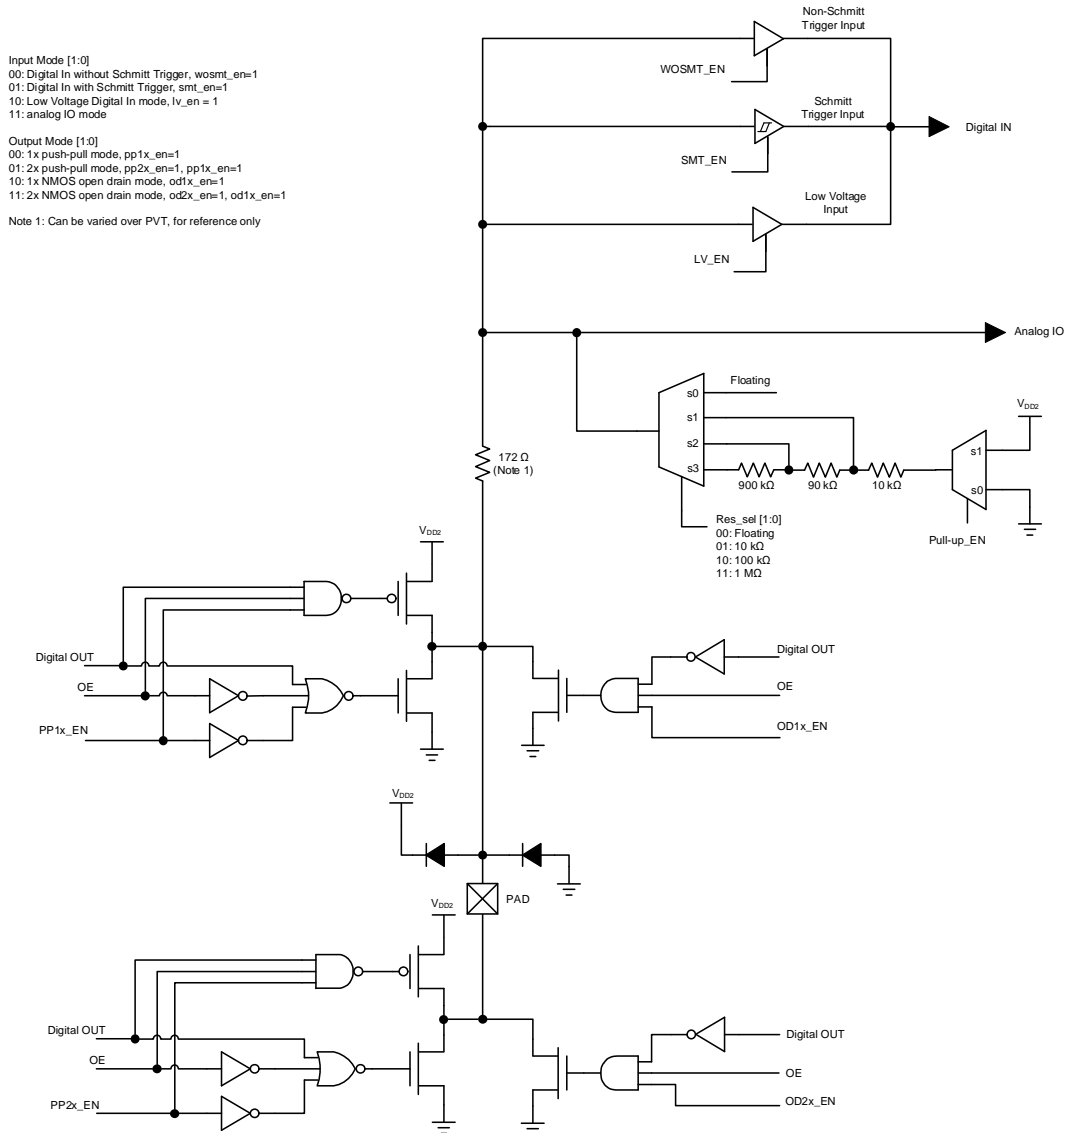 Non-Schmitt
Trigger Input
WOSMT_EN
Input Mode [1:0]
00: Digital In without Schmitt Trigger, wosmt_en=1
01: Digital In with Schmitt Trigger, smt_en=1
10: Low Voltage Digital In mode, lv_en = 1
11: analog IO mode
Output Mode [1:0]
00: 1x push-pull mode, pp1x_en=1
01: 2x push-pull mode, pp2x_en=1, pp1x_en=1
10: 1x NMOS open drain mode, od1x_en=1
11: 2x NMOS open drain mode, od2x_en=1, od1x_en=1
Note 1: Can be varied over PVT, for reference only
Schmitt
Trigger Input
Digital IN
SMT_EN
Low Voltage
Input
LV_EN
Analog IO
Floating
s0
s1
s2
s3
900 kΩ
90 kΩ
10 kΩ
VDD2
s1
s0
Pull-up_EN
172 Ω
(Note 1)
Res_sel [1:0]
00: Floating
01: 10 kΩ
10: 100 kΩ
11: 1 MΩ
VDD2
Digital OUT
OE
PP1x_EN
Digital OUT
OE
OD1x_EN
VDD2
PAD
VDD2
Digital OUT
OE
PP2x_EN
Digital OUT
OE
OD2x_EN